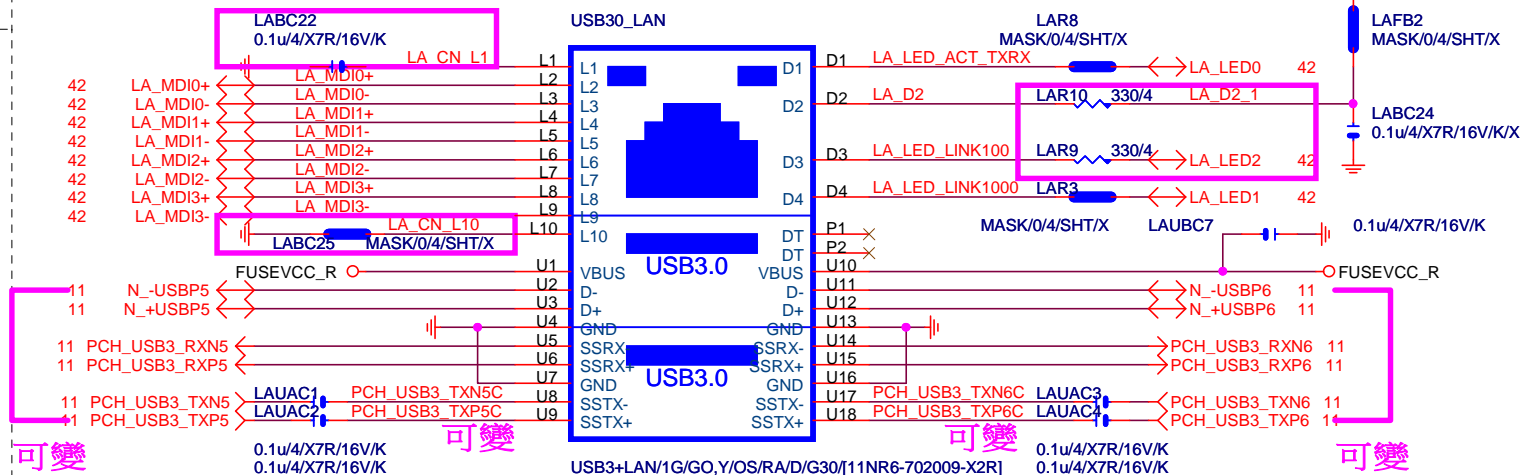 LABC22
0.1u/4/X7R/16V/K
USB30_LAN
LAR8
MASK/0/4/SHT/X
LAFB2
MASK/0/4/SHT/X
LA_CN_L1 L1 L1 D1 D1 LA_LED_ACT_TXRX LA_LED0 42
42 LA_MDI0+ LA_MDI0+ L2 L2
42 LA_MDI0- LA_MDI0- L3 L3 D2 D2 LA_D2 LAR10 330/4 LA_D2_1
42 LA_MDI1+ LA_MDI1+ L4 L4
LABC24
0.1u/4/X7R/16V/K/X
42 LA_MDI1- LA_MDI1- L5 L5
42 LA_MDI2+ LA_MDI2+ L6 L6 D3 D3 LA_LED_LINK100 LAR9 330/4 LA_LED2 42
42 LA_MDI2- LA_MDI2- L7 L7
42 LA_MDI3+ LA_MDI3+ L8 L8 D4 D4 LA_LED_LINK1000 LAR3 LA_LED1 42
42 LA_MDI3- LA_MDI3- L9 L9
MASK/0/4/SHT/X LAUBC7 0.1u/4/X7R/16V/K
LA_CN_L10 L10 L10 DT P1
LABC25 MASK/0/4/SHT/X
DT P2
USB3.0
FUSEVCC_R U1 VBUS VBUS U10 FUSEVCC_R
11 N_-USBP5 U2 D- D- U11 N_-USBP6 11
11 N_+USBP5 U3 D+ D+ U12 N_+USBP6 11
U4 GND GND U13
11 PCH_USB3_RXN5 U5 SSRX- SSRX- U14 PCH_USB3_RXN6 11
11 PCH_USB3_RXP5 U6 SSRX+ SSRX+ U15 PCH_USB3_RXP6 11
USB3.0
U7 GND GND U16
11 PCH_USB3_TXN5 LAUAC1 PCH_USB3_TXN5C U8 SSTX- SSTX- U17 PCH_USB3_TXN6C LAUAC3 PCH_USB3_TXN6 11
11 PCH_USB3_TXP5 LAUAC2 PCH_USB3_TXP5C U9 SSTX+ SSTX+ U18 PCH_USB3_TXP6C LAUAC4 PCH_USB3_TXP6 11
可變 可變 可變 可變
0.1u/4/X7R/16V/K 0.1u/4/X7R/16V/K
0.1u/4/X7R/16V/K USB3+LAN/1G/GO,Y/OS/RA/D/G30/[11NR6-702009-X2R] 0.1u/4/X7R/16V/K